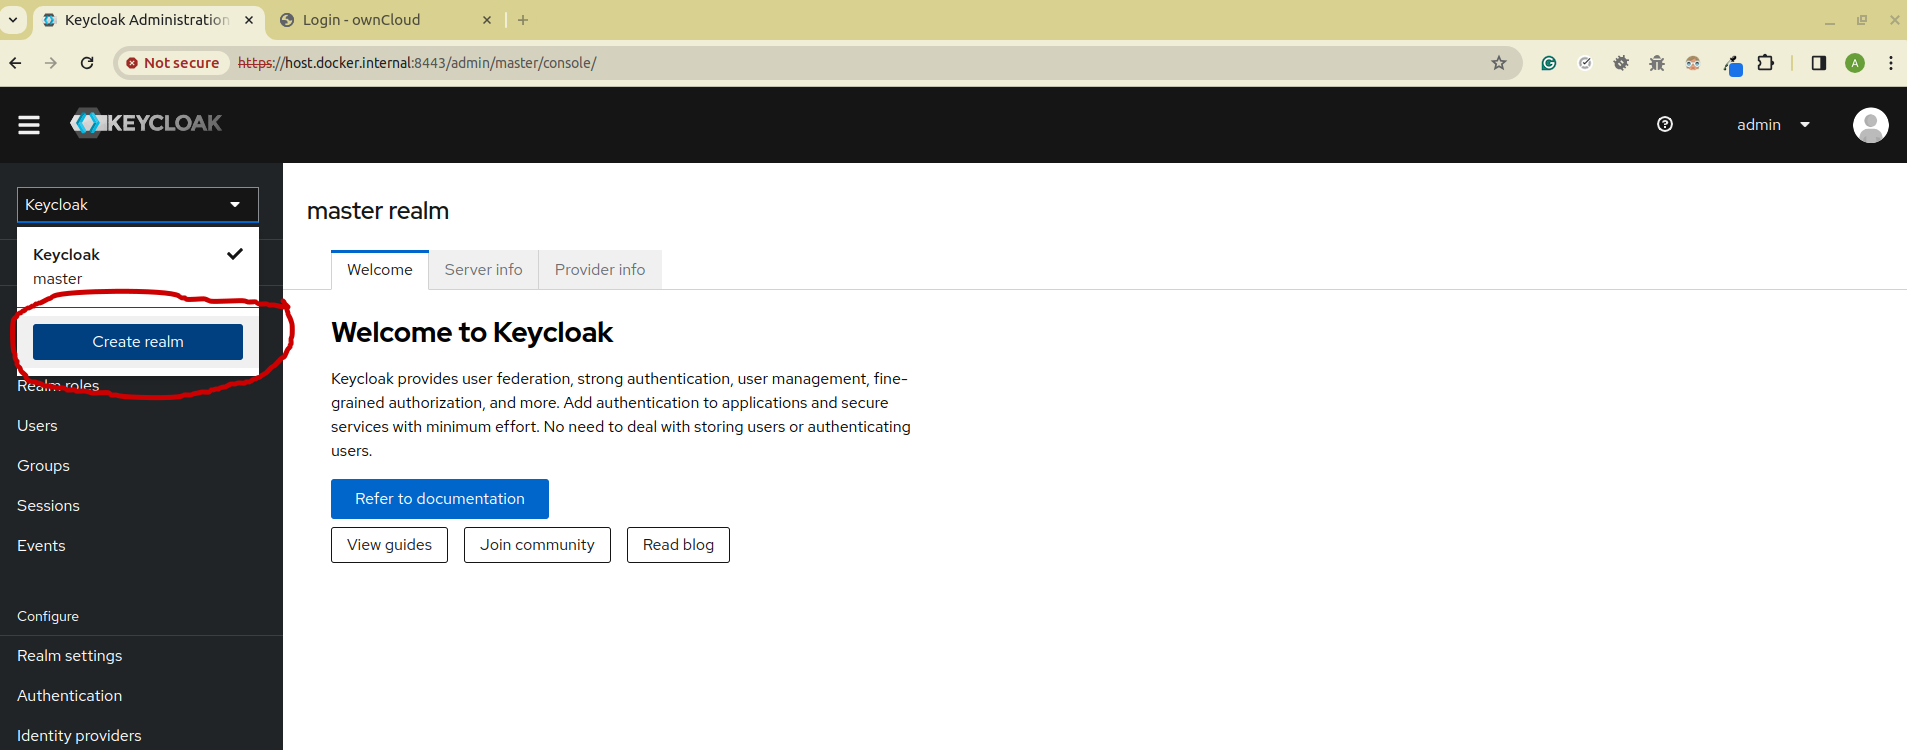 Keycloak Administration
Login - ownCloud
Not secure
https://host.docker.internal:8443/admin/master/console/
A
KEYCLOAK
admin
Keycloak
Keycloak
master
Create realm
Realm roles
Users
Groups
Sessions
Events
Configure
Realm settings
Authentication
Identity providers
master realm
Welcome
Server info
Provider info
Welcome to Keycloak
Keycloak provides user federation, strong authentication, user management, fine-
grained authorization, and more. Add authentication to applications and secure
services with minimum effort. No need to deal with storing users or authenticating
users.
Refer to documentation
View guides
Join community
Read blog